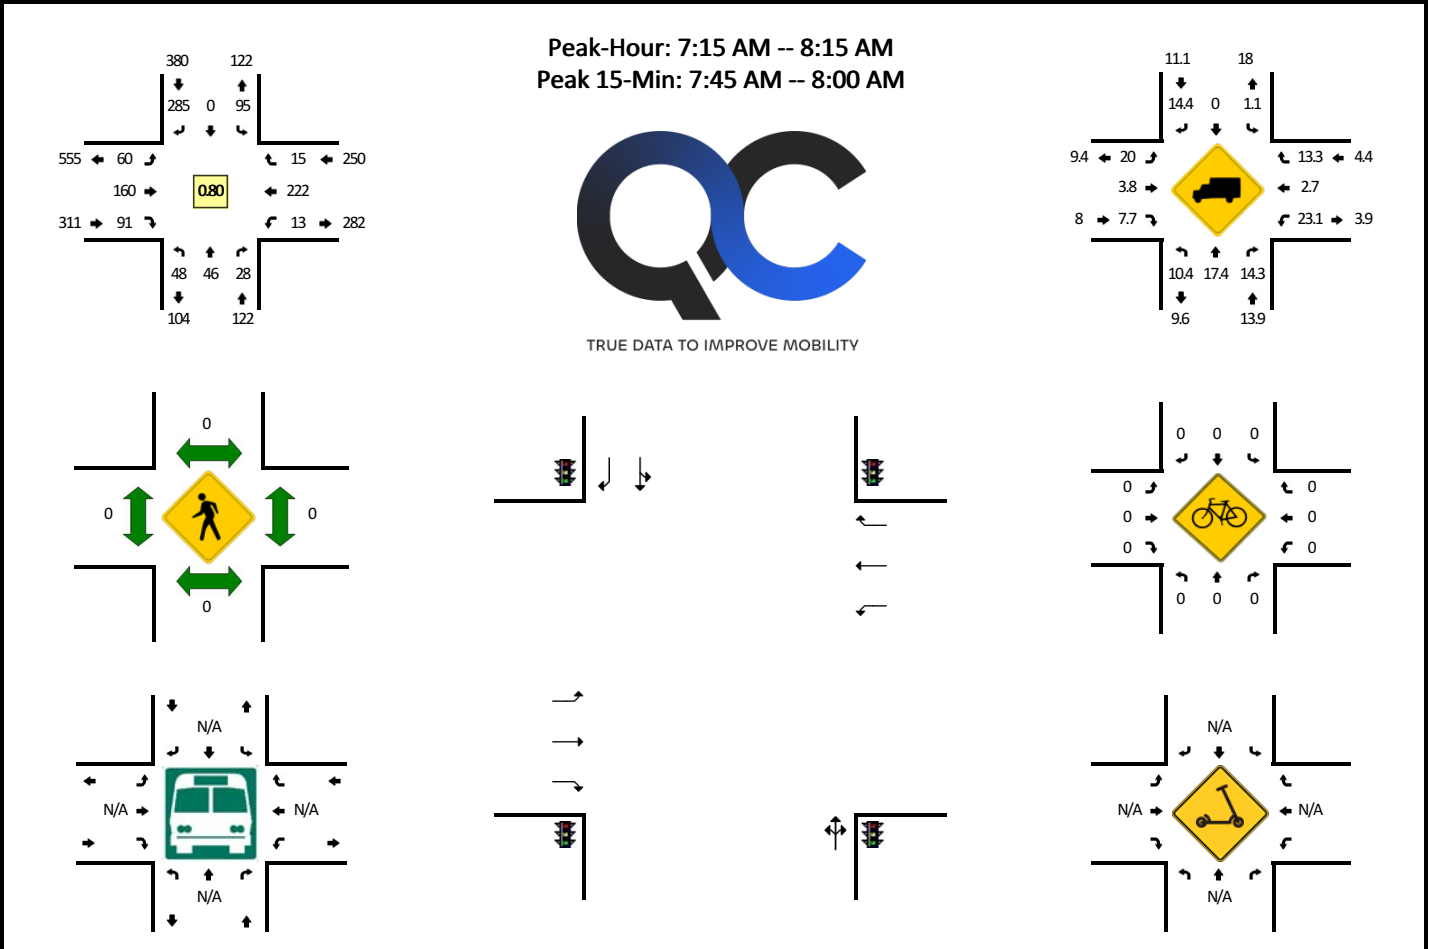 Peak-Hour: 7:15 AM -- 8:15 AM
Peak 15-Min: 7:45 AM -- 8:00 AM
380 122
285 0 95
555 60 15 250
160 0.80 222
311 91 13 282
48 46 28
104 122
TRUE DATA TO IMPROVE MOBILITY
11.1 18
14.4 0 1.1
9.4 20 13.3 4.4
3.8 2.7
8 7.7 23.1 3.9
10.4 17.4 14.3
9.6 13.9
0
0 0
0
0 0 0
0 0
0 0
0 0
0 0 0
N/A
N/A N/A
N/A
N/A
N/A N/A
N/A